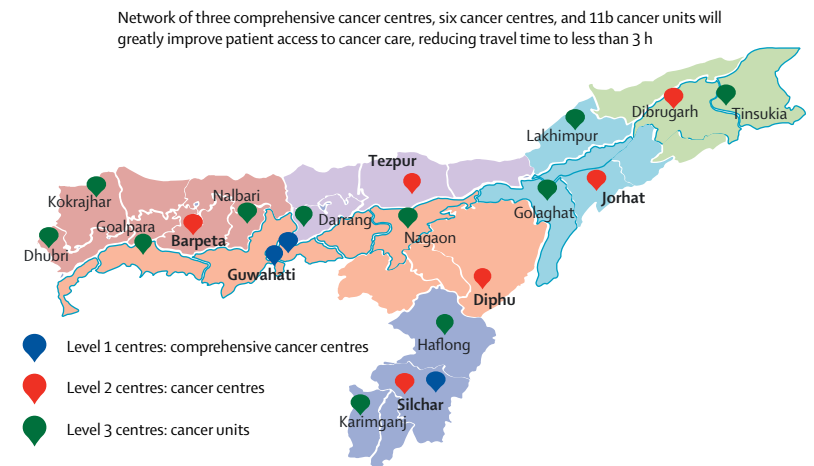 Network of three comprehensive cancer centres, six cancer centres, and 11b cancer units will
greatly improve patient access to cancer care, reducing travel time to less than 3 h
Dibrugarh
Tinsukia
Lakhimpur
Tezpur
Kokrajhar
Nalbari
Jorhat
Golaghat
Goalpara
Darrang
Barpeta
Nagaon
Dhubri
Guwahati
Diphu
Level 1 centres: comprehensive cancer centres
Haflong
Level 2 centres: cancer centres
Silchar
Karimganj
Level 3 centres: cancer units